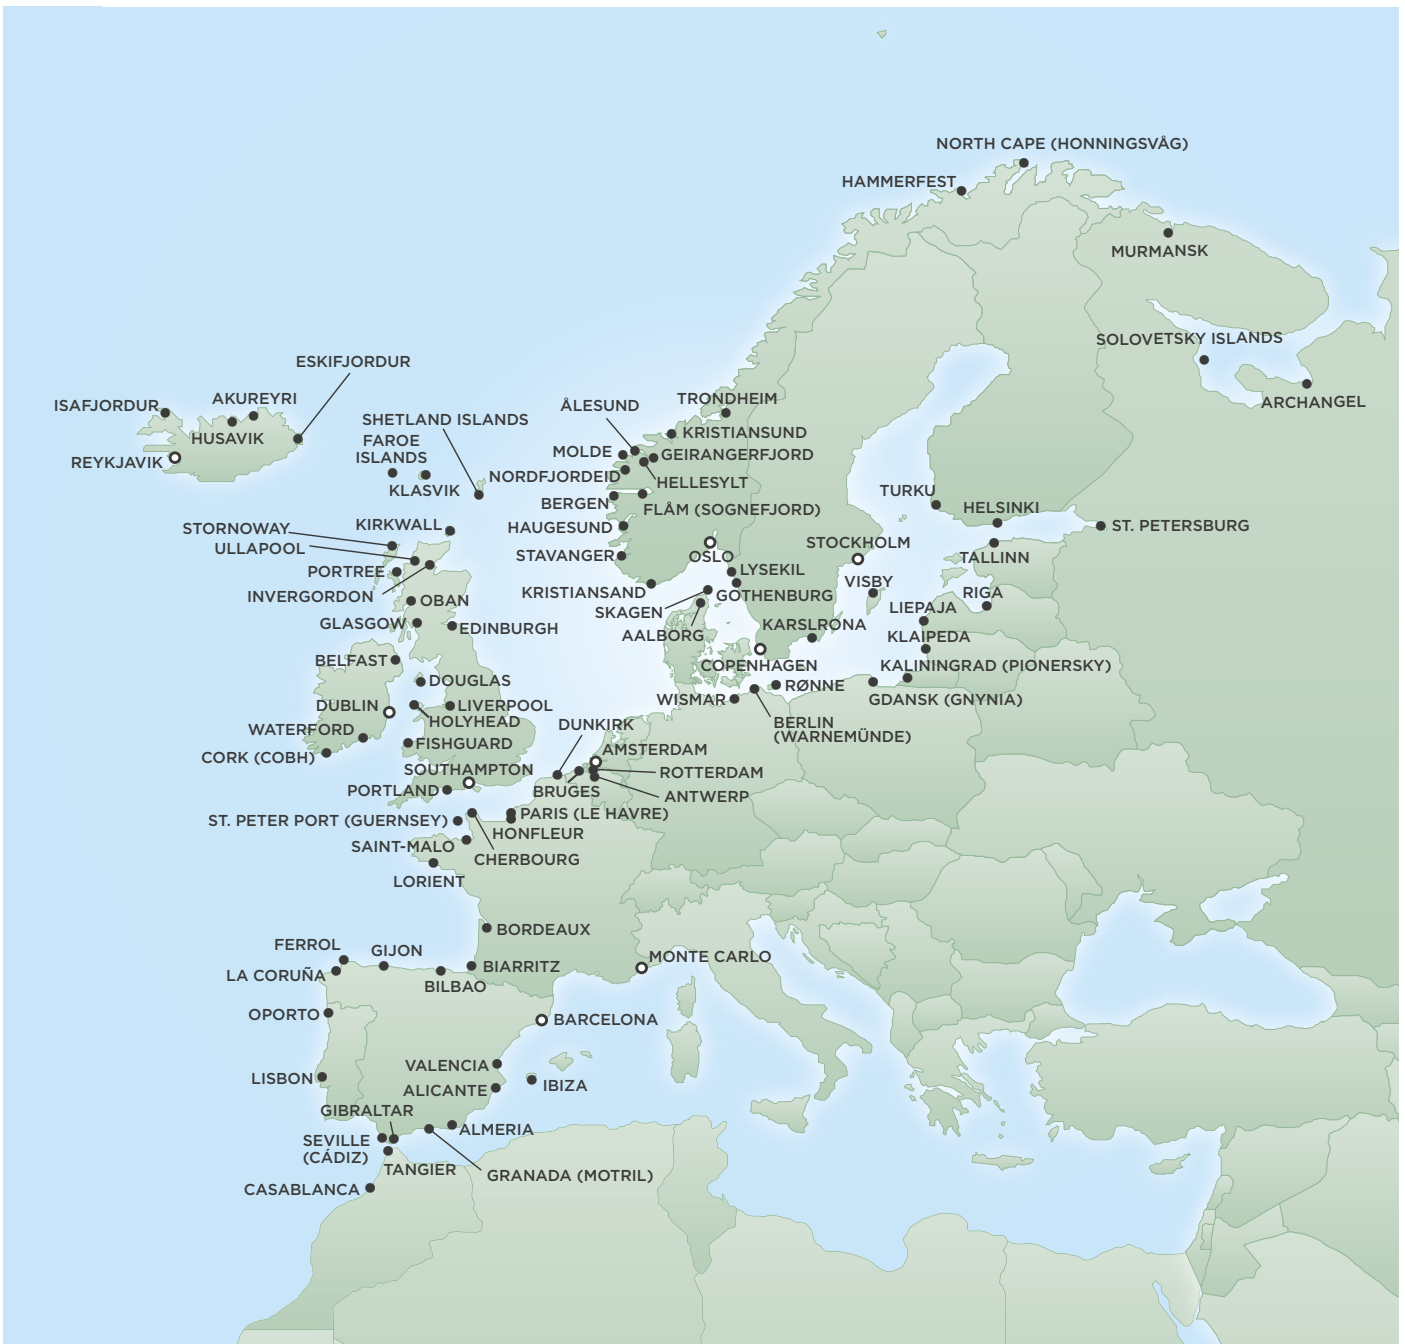 NORTH CAPE (HONNINGSVÅG)
HAMMERFEST
MURMANSK
SOLOVETSKY ISLANDS
ARCHANGEL
ESKIFJORDUR
ISAFJORDUR
AKUREYRI
HUSAVIK
REYKJAVIK
SHETLAND ISLANDS
FAROE
ISLANDS
KLASVIK
ÅLESUND
TRONDHEIM
KRISTIANSUND
MOLDE
GEIRANGERFJORD
NORDFJORDEID
HELLESYLT
BERGEN
FLÅM (SOGNEFJORD)
HAUGESUND
STAVANGER
OSLO
KRISTIANSAND
TURKU
HELSINKI
ST. PETERSBURG
STOCKHOLM
TALLINN
STORNOWAY
KIRKWALL
ULLAPOOL
PORTREE
INVERGORDON
OBAN
GLASGOW
EDINBURGH
LYSEKIL
GOTHENBURG
SKAGEN
AALBORG
VISBY
RIGA
LIEPAJA
KARSLRONA
KLAIPEDA
COPENHAGEN
KALININGRAD (PIONERSKY)
RØNNE
GDANSK (GNYNIA)
WISMAR
BERLIN
(WARNEMÜNDE)
BELFAST
DOUGLAS
DUBLIN
LIVERPOOL
HOLYHEAD
WATERFORD
FISHGUARD
CORK (COBH)
DUNKIRK
AMSTERDAM
SOUTHAMPTON
ROTTERDAM
PORTLAND
BRUGES
ANTWERP
ST. PETER PORT (GUERNSEY)
PARIS (LE HAVRE)
HONFLEUR
SAINT-MALO
CHERBOURG
LORIENT
BORDEAUX
FERROL
GIJON
LA CORUÑA
BILBAO
BIARRITZ
MONTE CARLO
OPORTO
BARCELONA
VALENCIA
LISBON
ALICANTE
IBIZA
GIBRALTAR
ALMERIA
SEVILLE
(CÁDIZ)
TANGIER
GRANADA (MOTRIL)
CASABLANCA